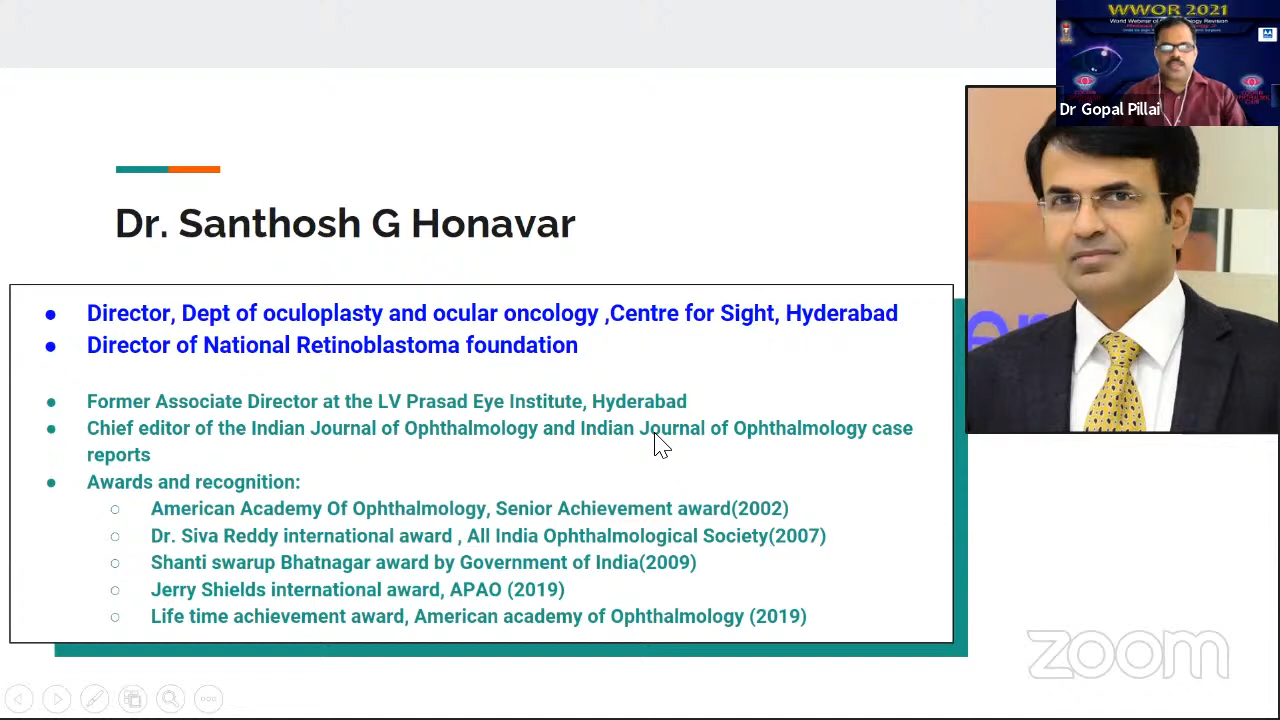 WWOR 2021
Dr Gopal Pillai
Dr. Santhosh G Honavar
● Director, Dept of oculoplasty and ocular oncology ,Centre for Sight, Hyderabad
● Director of National Retinoblastoma foundation
● Former Associate Director at the LV Prasad Eye Institute, Hyderabad
● Chief editor of the Indian Journal of Ophthalmology and Indian Journal of Ophthalmology case
reports
● Awards and recognition:
○ American Academy Of Ophthalmology, Senior Achievement award(2002)
○ Dr. Siva Reddy international award , All India Ophthalmological Society(2007)
○ Shanti swarup Bhatnagar award by Government of India(2009)
○ Jerry Shields international award, APAO (2019)
○ Life time achievement award, American academy of Ophthalmology (2019)
zoom